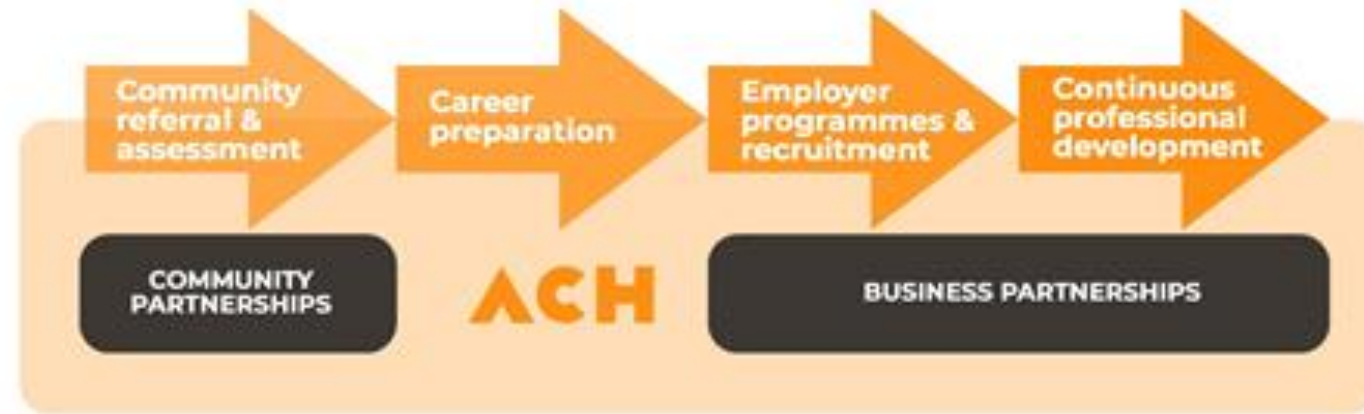 Community
referral &
assessment
Career
preparation
Employer
programmes &
recruitment
Continuous
professional
development
COMMUNITY
PARTNERSHIPS
ACH
BUSINESS PARTNERSHIPS